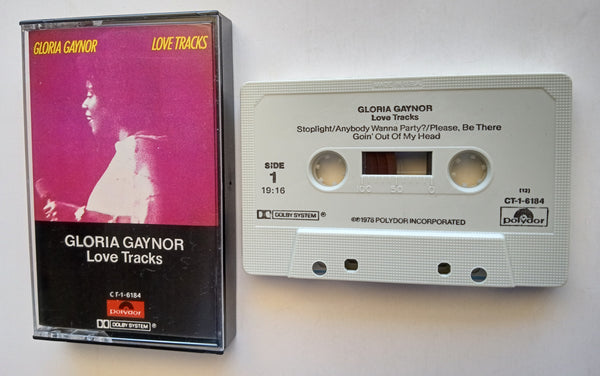 GLORIA GAYNOR LOVE TRACKS
GLORIA GAYNOR
Love Tracks
CT-1-6184
polydor
DOLBY SYSTEM
GLORIA GAYNOR
Love Tracks
Stoplight/Anybody Wanna Party?/Please, Be There
Goin' Out Of My Head
SIDE
1
19:16
100 50 0
[12]
CT-1-6184
DOLBY SYSTEM ®
℗©1978 POLYDOR INCORPORATED
polydor